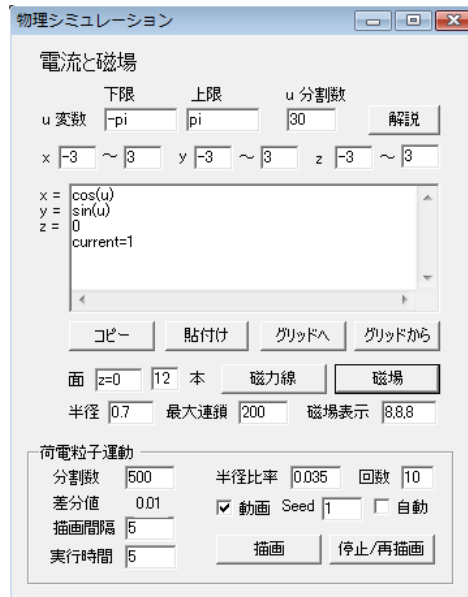 物理シミュレーション
電流と磁場
下限 上限 u 分割数
u 変数 -pi pi 30 解説
x -3 ～ 3 y -3 ～ 3 z -3 ～ 3
x = cos(u)
y = sin(u)
z = 0
current=1
コピー 貼付け グリッドへ グリッドから
面 z=0 12 本 磁力線 磁場
半径 0.7 最大連鎖 200 磁場表示 8,8,8
荷電粒子運動
分割数 500 半径比率 0.035 回数 10
差分値 0.01 動画 Seed 1 自動
描画間隔 5
実行時間 5 描画 停止/再描画